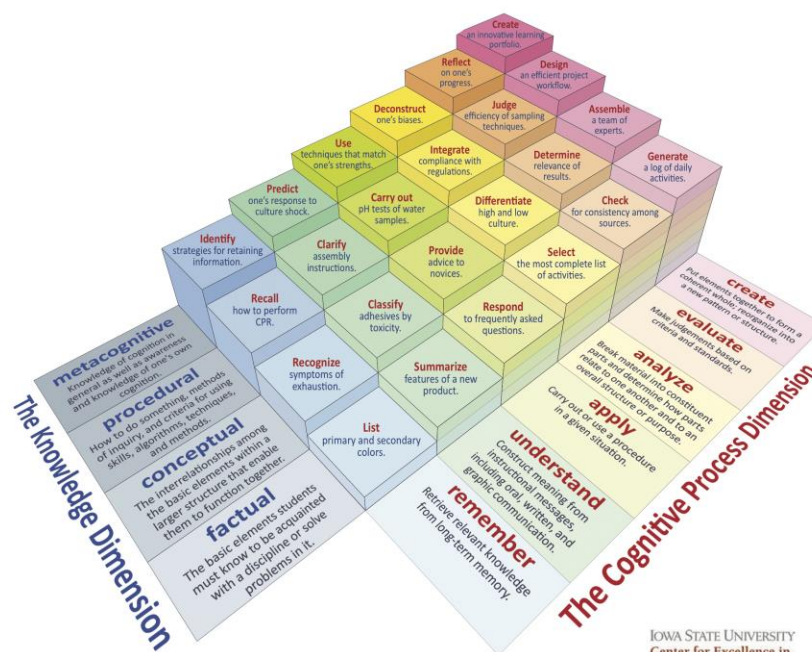 Create
an innovative learning
portfolio.
Reflect
on one's
progress.
Design
an efficient project
workflow.
Deconstruct
one's biases.
Judge
efficiency of sampling
techniques.
Assemble
a team of
experts.
Use
techniques that match
one's strengths.
Integrate
compliance with
regulations.
Determine
relevance of
results.
Generate
a log of daily
activities.
Predict
one's response to
culture shock.
Carry out
pH tests of water
samples.
Differentiate
high and low
culture.
Check
for consistency among
sources.
Identify
strategies for retaining
information.
Clarify
assembly
instructions.
Provide
advice to
novices.
Select
the most complete list
of activities.
Recall
how to perform
CPR.
Classify
adhesives by
toxicity.
Respond
to frequently asked
questions.
Recognize
symptoms of
exhaustion.
Summarize
features of a new
product.
List
primary and secondary
colors.
The Knowledge Dimension
metacognitive
Knowledge of cognition in
general as well as awareness
and knowledge of one's own
cognition.
procedural
How to do something, methods
of inquiry, and criteria for using
skills, algorithms, techniques,
and methods.
conceptual
The interrelationships among
the basic elements within a
larger structure that enable
them to function together.
factual
The basic elements students
must know to be acquainted
with a discipline or solve
problems in it.
The Cognitive Process Dimension
create
Put elements together to form a
coherent whole; reorganize into
a new pattern or structure.
evaluate
Make judgements based on
criteria and standards.
analyze
Break material into constituent
parts and determine how parts
relate to one another and to an
overall structure or purpose.
apply
Carry out or use a procedure
in a given situation.
understand
Construct meaning from
instructional messages,
including oral, written, and
graphic communication.
remember
Retrieve relevant knowledge
from long-term memory.
IOWA STATE UNIVERSITY
Center for Excellence in